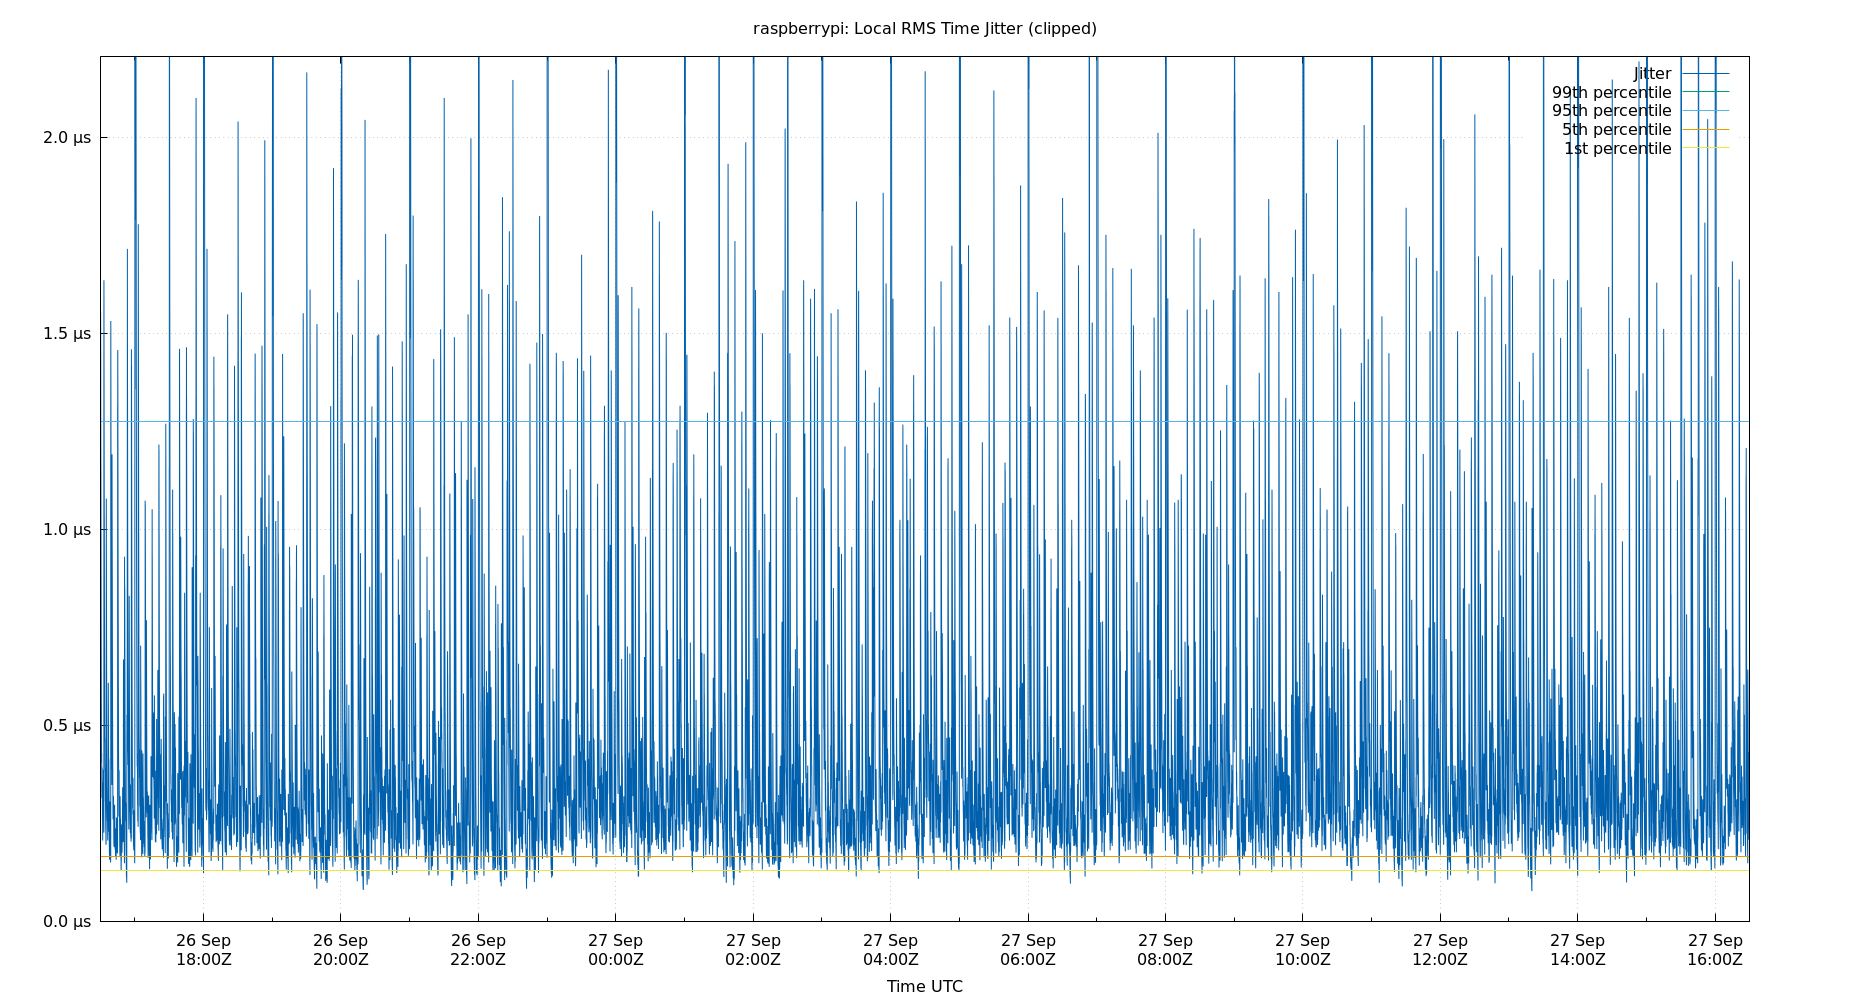 raspberrypi: Local RMS Time Jitter (clipped)
Jitter
99th percentile
95th percentile
5th percentile
1st percentile
2.0 µs
1.5 µs
1.0 µs
0.5 µs
0.0 µs
26 Sep
18:00Z
26 Sep
20:00Z
26 Sep
22:00Z
27 Sep
00:00Z
27 Sep
02:00Z
27 Sep
04:00Z
27 Sep
06:00Z
27 Sep
08:00Z
27 Sep
10:00Z
27 Sep
12:00Z
27 Sep
14:00Z
27 Sep
16:00Z
Time UTC